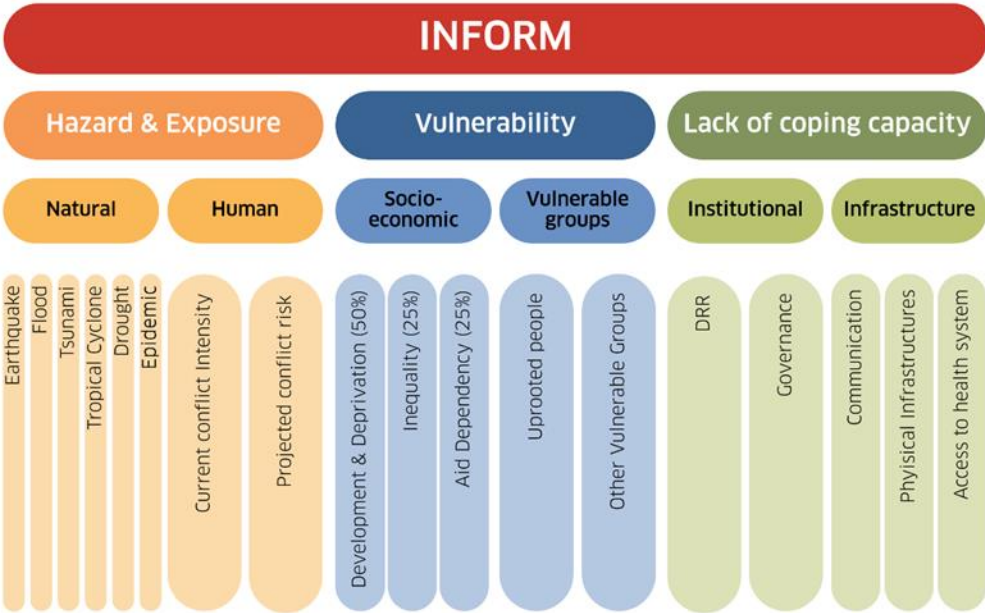 INFORM
Hazard & Exposure
Vulnerability
Lack of coping capacity
Natural
Human
Socio-
economic
Vulnerable
groups
Institutional
Infrastructure
Earthquake
Flood
Tsunami
Tropical Cyclone
Drought
Epidemic
Current conflict Intensity
Projected conflict risk
Development & Deprivation (50%)
Inequality (25%)
Aid Dependency (25%)
Uprooted people
Other Vulnerable Groups
DRR
Governance
Communication
Phyisical Infrastructures
Access to health system